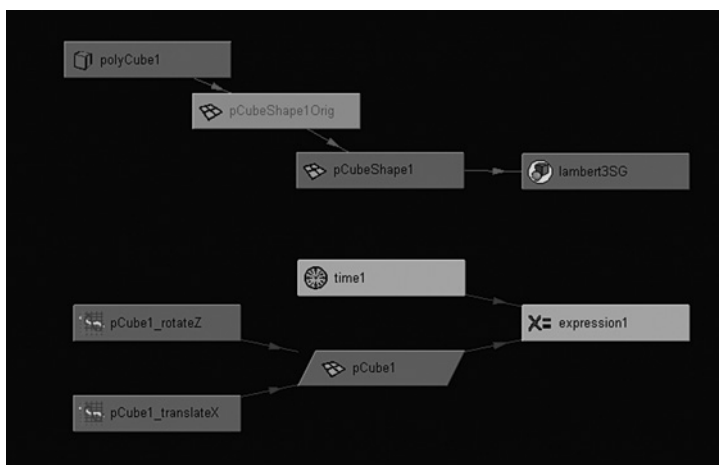 polyCube1
pCubeShape1Orig
pCubeShape1
lambert3SG
time1
pCube1_rotateZ
expression1
pCube1
pCube1_translateX